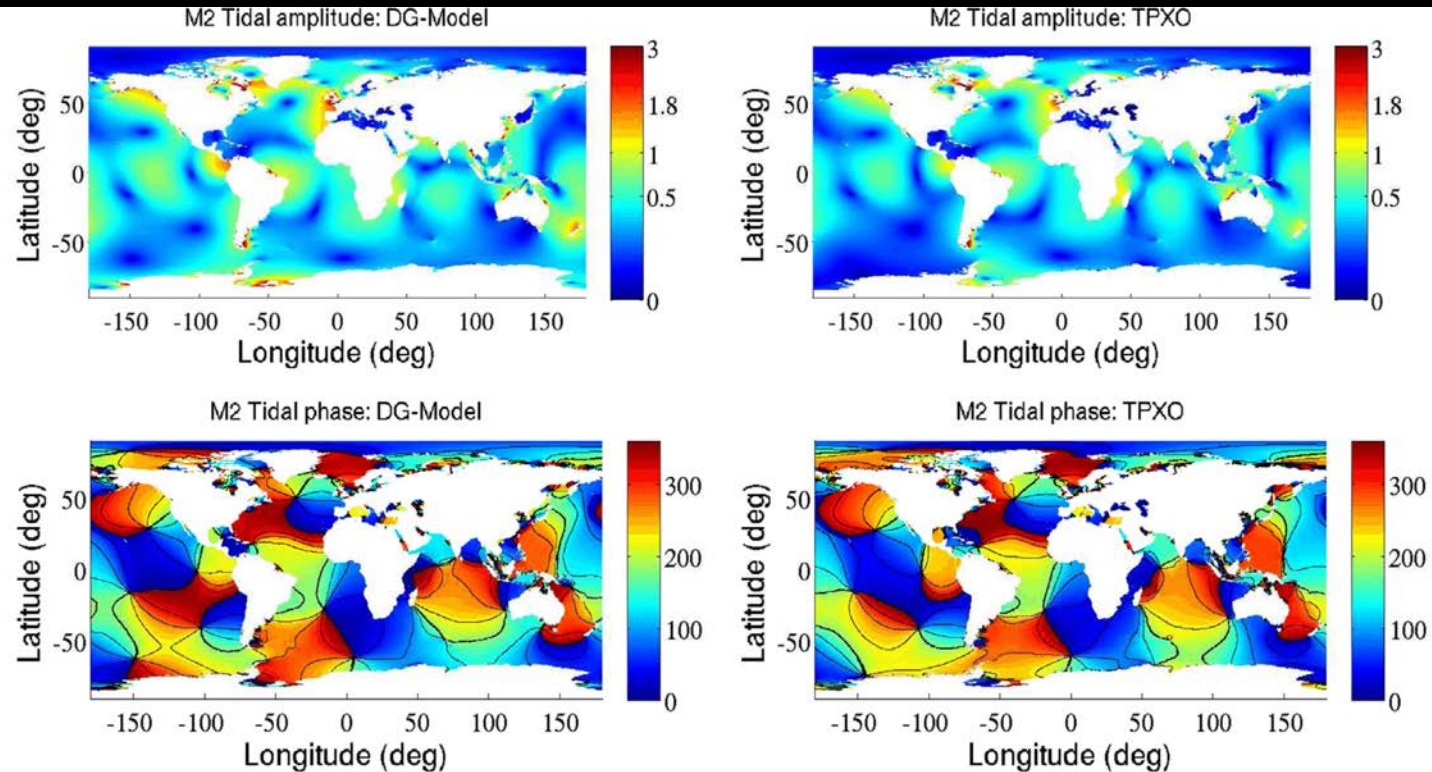 M2 Tidal amplitude: DG-Model
Latitude (deg)
50
0
-50
-150 -100 -50 0 50 100 150
Longitude (deg)
3
1.8
1
0.5
0
M2 Tidal amplitude: TPXO
Latitude (deg)
50
0
-50
-150 -100 -50 0 50 100 150
Longitude (deg)
3
1.8
1
0.5
0
M2 Tidal phase: DG-Model
Latitude (deg)
50
0
-50
-150 -100 -50 0 50 100 150
Longitude (deg)
300
200
100
0
M2 Tidal phase: TPXO
Latitude (deg)
50
0
-50
-150 -100 -50 0 50 100 150
Longitude (deg)
300
200
100
0